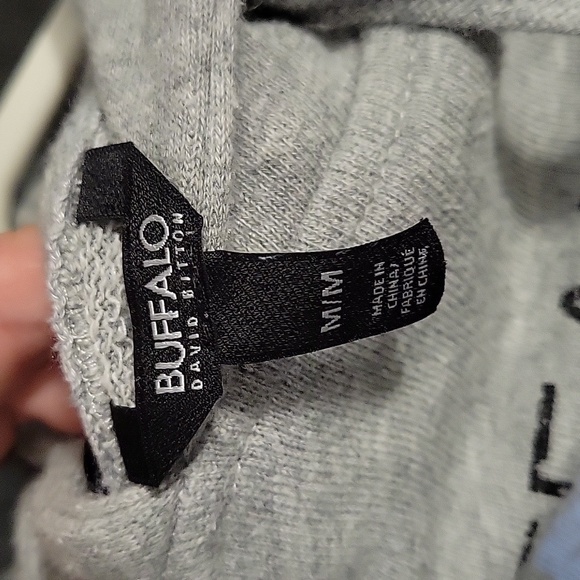 BUFFALO
DAVID BITTON
M/M
MADE IN
CHINA/
FABRIQUÉ
EN CHINE